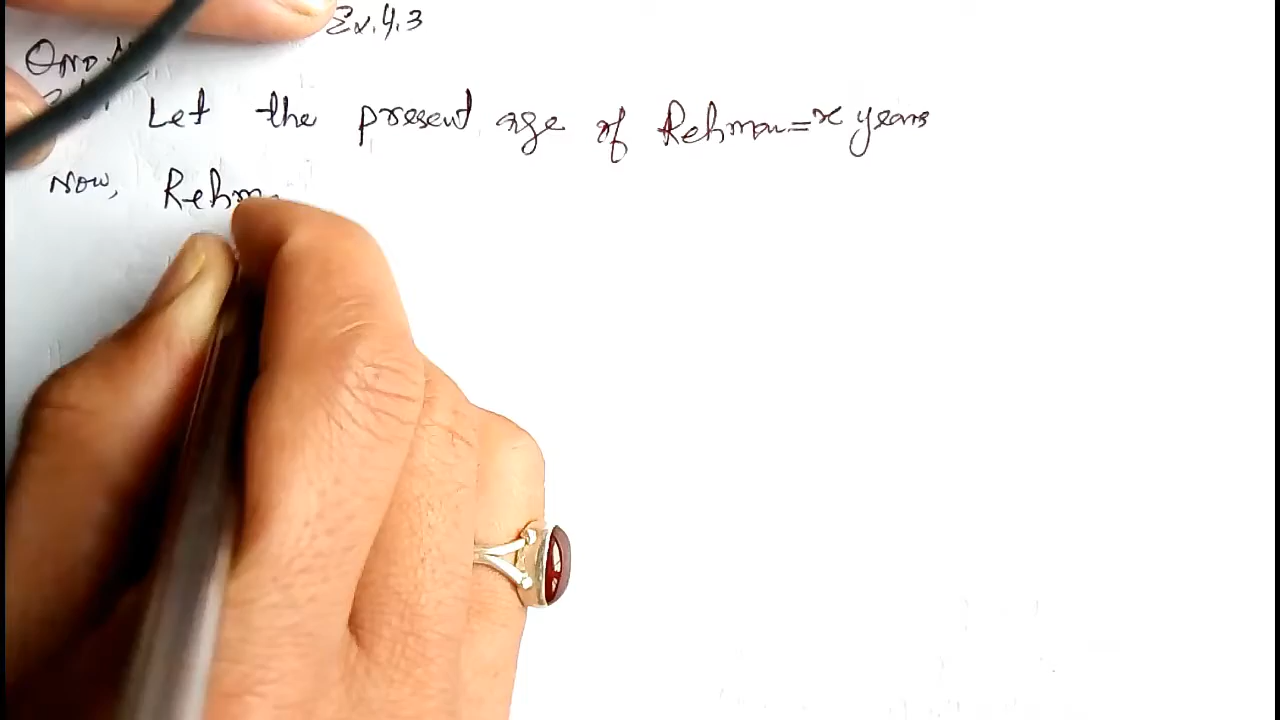 Ex. 4.3
Let the present age of Rehman = x years
Now, Rehm